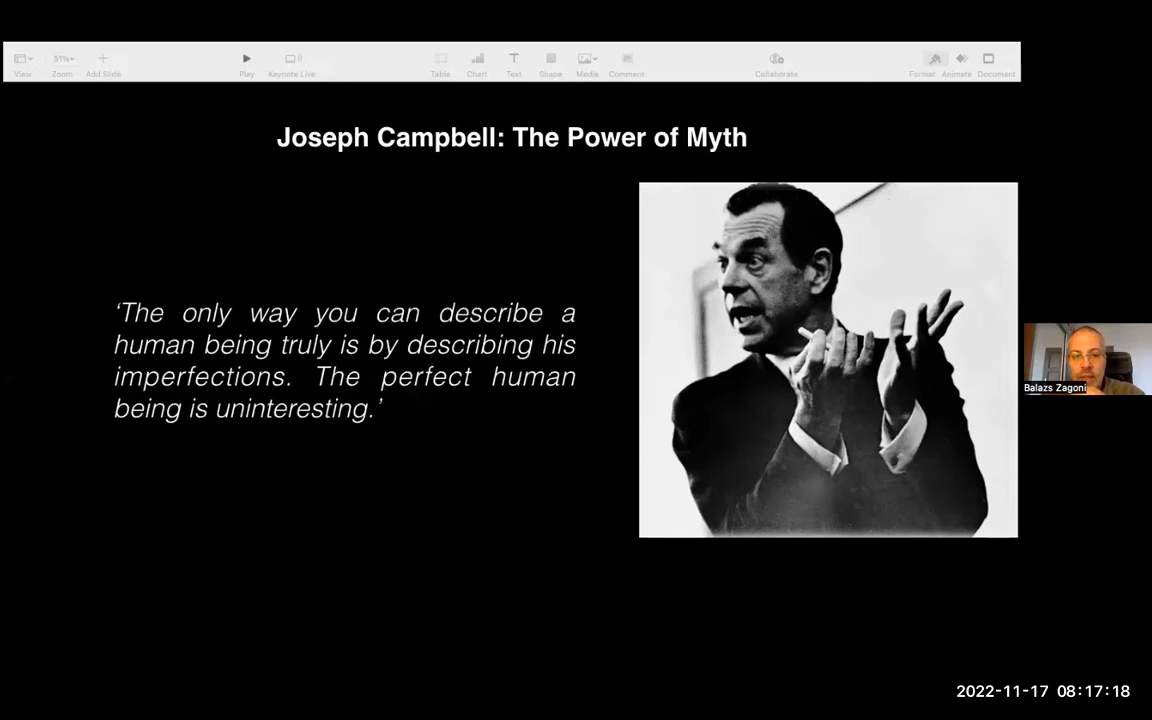 51%
View Zoom Add Slide Play Keynote Live Table Chart Text Shape Media Comment Collaborate Format Animate Document
Joseph Campbell: The Power of Myth
‘The only way you can describe a
human being truly is by describing his
imperfections. The perfect human
being is uninteresting.’
Balazs Zagoni
2022-11-17 08:17:18